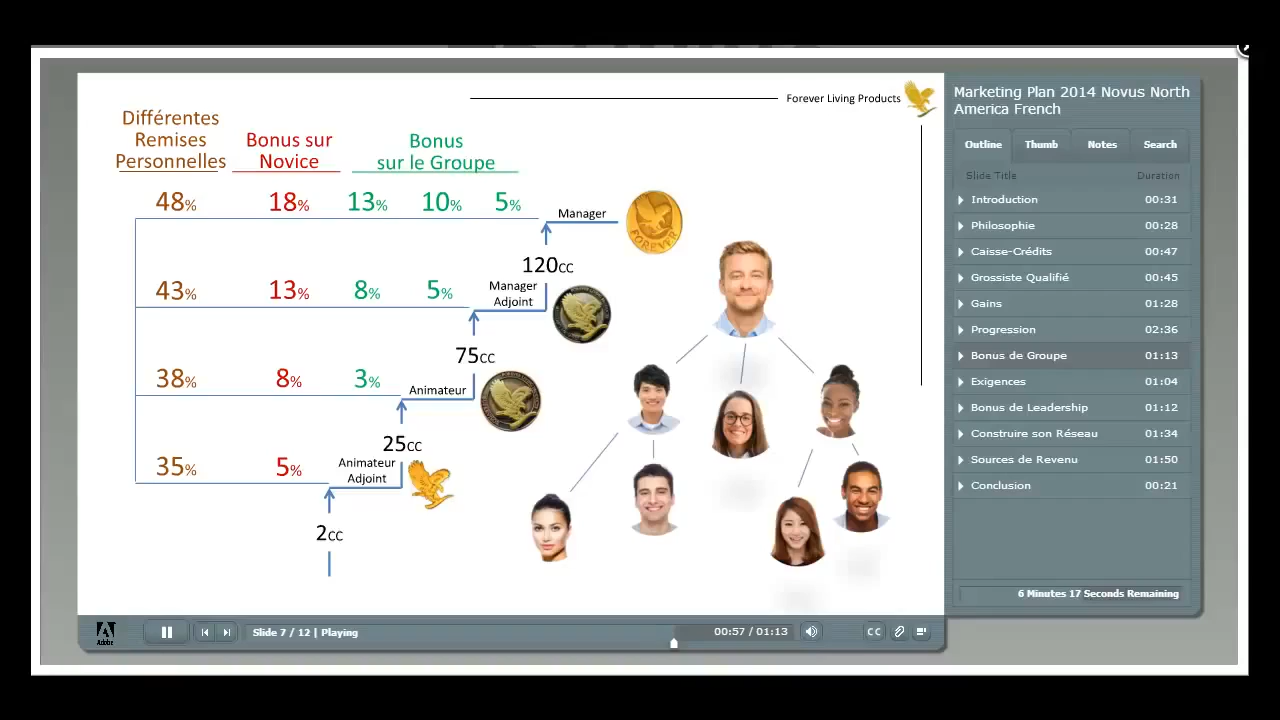 Forever Living Products
Différentes
Remises
Personnelles
Bonus sur
Novice
Bonus
sur le Groupe
48% 18% 13% 10% 5%
Manager
FOREVER
120CC
43% 13% 8% 5%
Manager
Adjoint
75CC
38% 8% 3%
Animateur
25CC
35% 5%
Animateur
Adjoint
2CC
Adobe
Slide 7 / 12 | Playing
00:57 / 01:13
CC
Marketing Plan 2014 Novus North
America French
Outline Thumb Notes Search
Slide Title Duration
Introduction 00:31
Philosophie 00:28
Caisse-Crédits 00:47
Grossiste Qualifié 00:45
Gains 01:28
Progression 02:36
Bonus de Groupe 01:13
Exigences 01:04
Bonus de Leadership 01:12
Construire son Réseau 01:34
Sources de Revenu 01:50
Conclusion 00:21
6 Minutes 17 Seconds Remaining